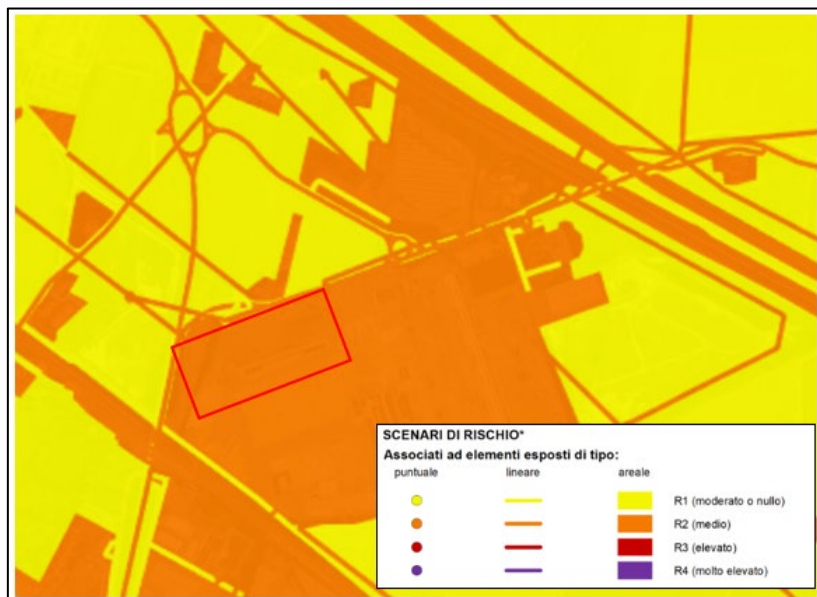 SCENARI DI RISCHIO*
Associati ad elementi esposti di tipo:
puntuale lineare areale
R1 (moderato o nullo)
R2 (medio)
R3 (elevato)
R4 (molto elevato)